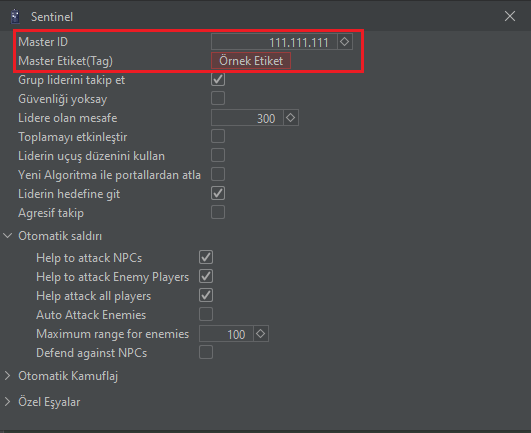 Sentinel
Master ID 111.111.111
Master Etiket(Tag) Örnek Etiket
Grup liderini takip et
Güvenliği yoksay
Lidere olan mesafe 300
Toplamayı etkinleştir
Liderin uçuş düzenini kullan
Yeni Algoritma ile portallardan atla
Liderin hedefine git
Agresif takip
Otomatik saldırı
Help to attack NPCs
Help to attack Enemy Players
Help attack all players
Auto Attack Enemies
Maximum range for enemies 100
Defend against NPCs
Otomatik Kamuflaj
Özel Eşyalar